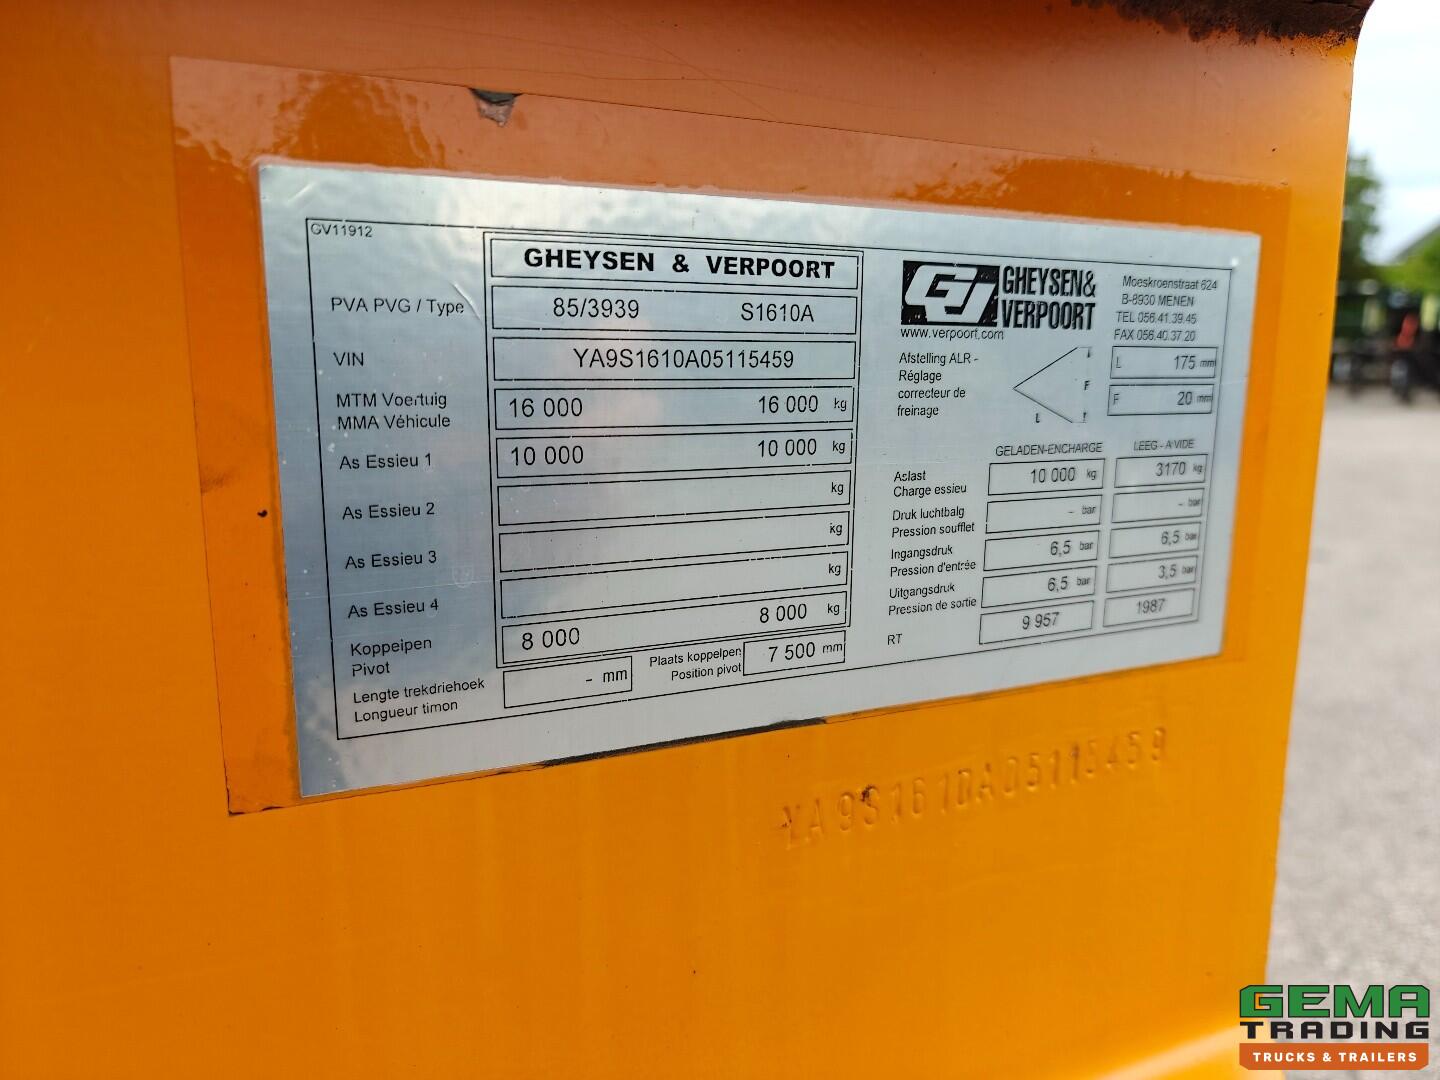 GV11912
GHEYSEN & VERPOORT
PVA PVG / Type 85/3939 S1610A
VIN YA9S1610A05115459
MTM Voertuig
MMA Véhicule
16 000 16 000 kg
As Essieu 1 10 000 10 000 kg
As Essieu 2 kg
As Essieu 3 kg
As Essieu 4 kg
Koppelpen
Pivot
8 000 8 000 kg
Lengte trekdriehoek
Longueur timon
- mm
Plaats koppelpen
Position pivot
7 500 mm
GJ GHEYSEN&
VERPOORT
www.verpoort.com
Moeskroenstraat 624
B-8930 MENEN
TEL 056.41.39.45
FAX 056.40.37.20
Afstelling ALR -
Réglage
correcteur de
freinage
F
L
L 175 mm
F 20 mm
GELADEN-ENCHARGE LEEG - A VIDE
Aslast
Charge essieu
10 000 kg 3170 kg
Druk luchtbalg
Pression soufflet
- bar - bar
Ingangsdruk
Pression d'entrée
6,5 bar 6,5 bar
Uitgangsdruk
Pression de sortie
6,5 bar 3,5 bar
RT 9 957 1987
YA9S1610A05115459
GEMA
TRADING
TRUCKS & TRAILERS